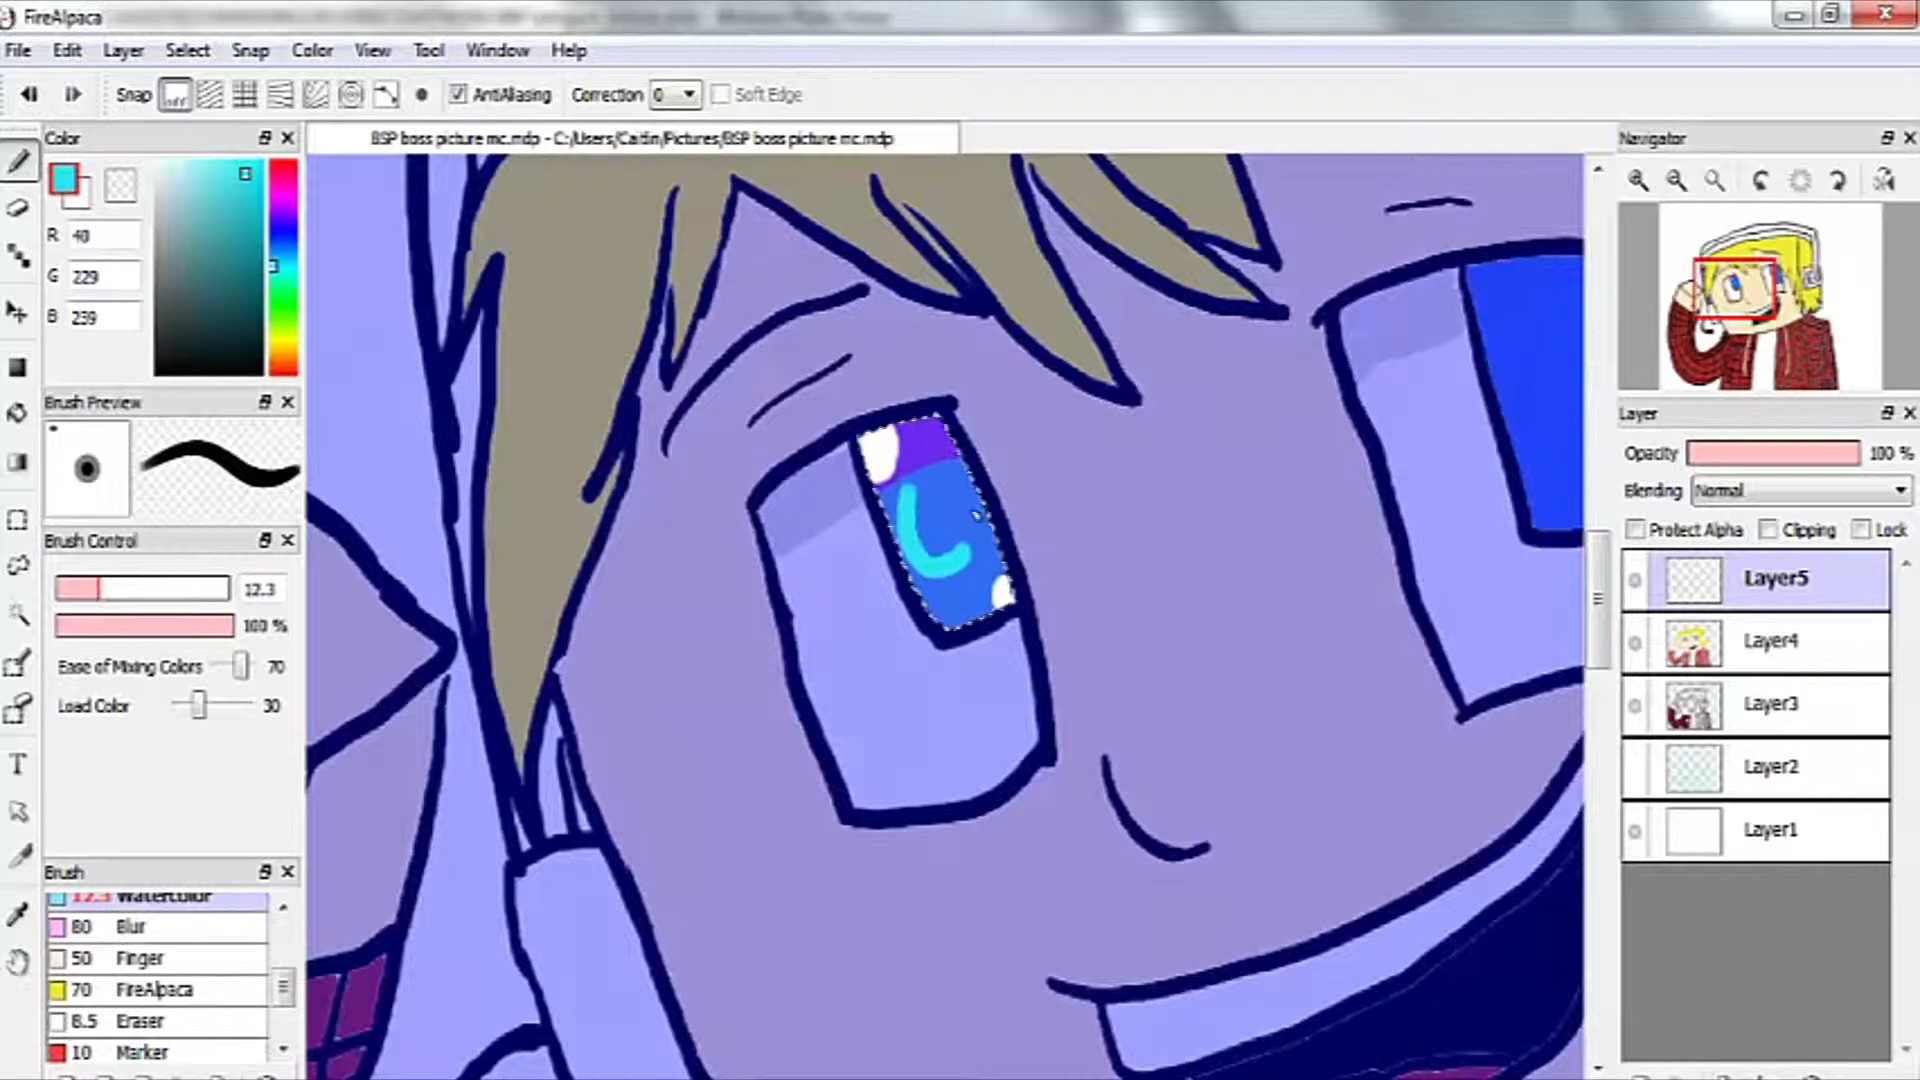 FireAlpaca
File Edit Layer Select Snap Color View Tool Window Help
Snap off AntiAliasing Correction 0 Soft Edge
Color
BSP boss picture mc.mdp - C:/Users/Caitlin/Pictures/BSP boss picture mc.mdp
Navigator
R 40
G 229
B 239
Brush Preview
Layer
Opacity 100 %
Blending Normal
Protect Alpha Clipping Lock
Brush Control
12.3
100 %
Ease of Mixing Colors 70
Load Color 30
Layer5
Layer4
Layer3
Layer2
Layer1
Brush
12.3 Watercolor
80 Blur
50 Finger
70 FireAlpaca
8.5 Eraser
10 Marker
T